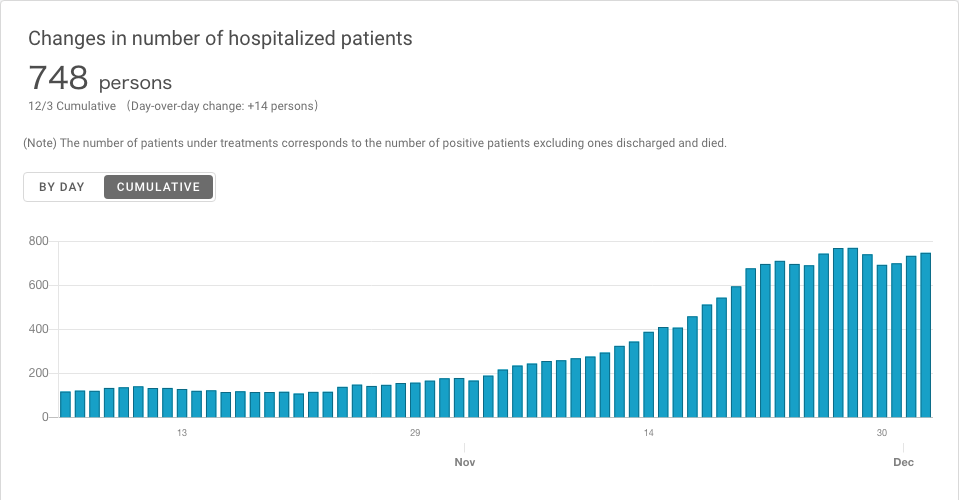 Changes in number of hospitalized patients
748 persons
12/3 Cumulative （Day-over-day change: +14 persons）
(Note) The number of patients under treatments corresponds to the number of positive patients excluding ones discharged and died.
BY DAY CUMULATIVE
800
600
400
200
0
13 29 14 30
Nov Dec